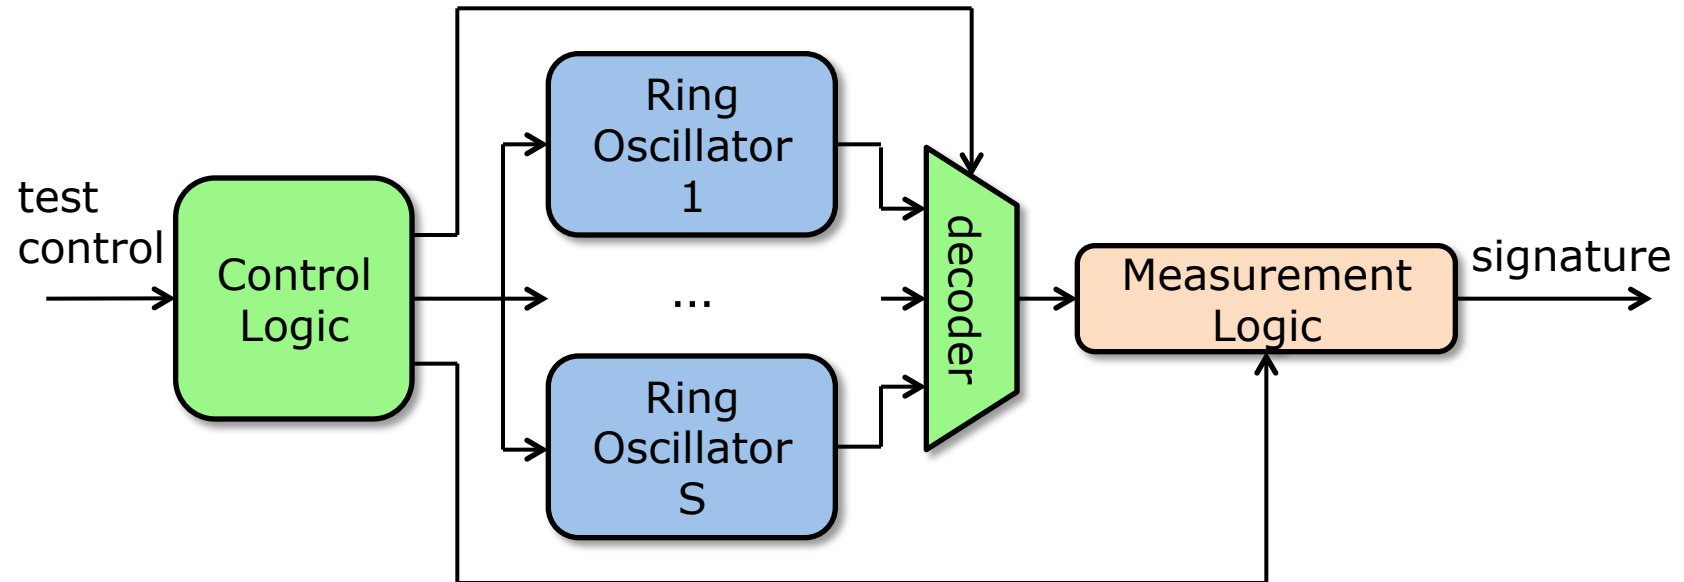 test
control
Control
Logic
Ring
Oscillator
1
...
Ring
Oscillator
S
decoder
Measurement
Logic
signature